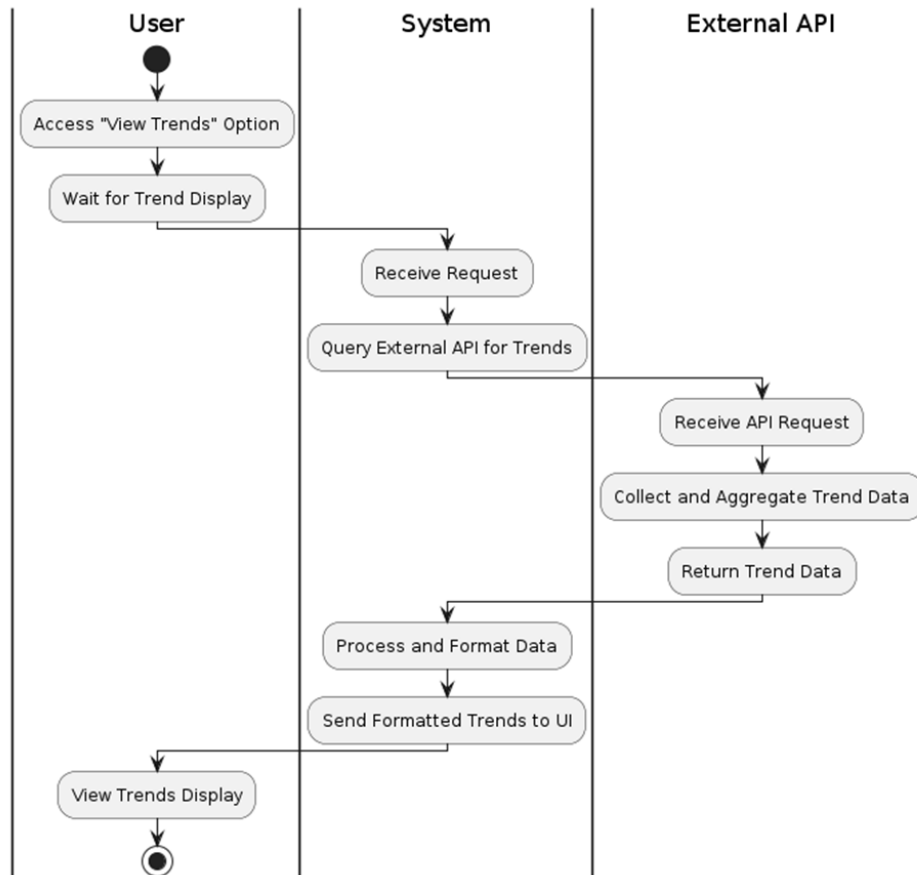 User
System
External API
Access "View Trends" Option
Wait for Trend Display
Receive Request
Query External API for Trends
Receive API Request
Collect and Aggregate Trend Data
Return Trend Data
Process and Format Data
Send Formatted Trends to UI
View Trends Display